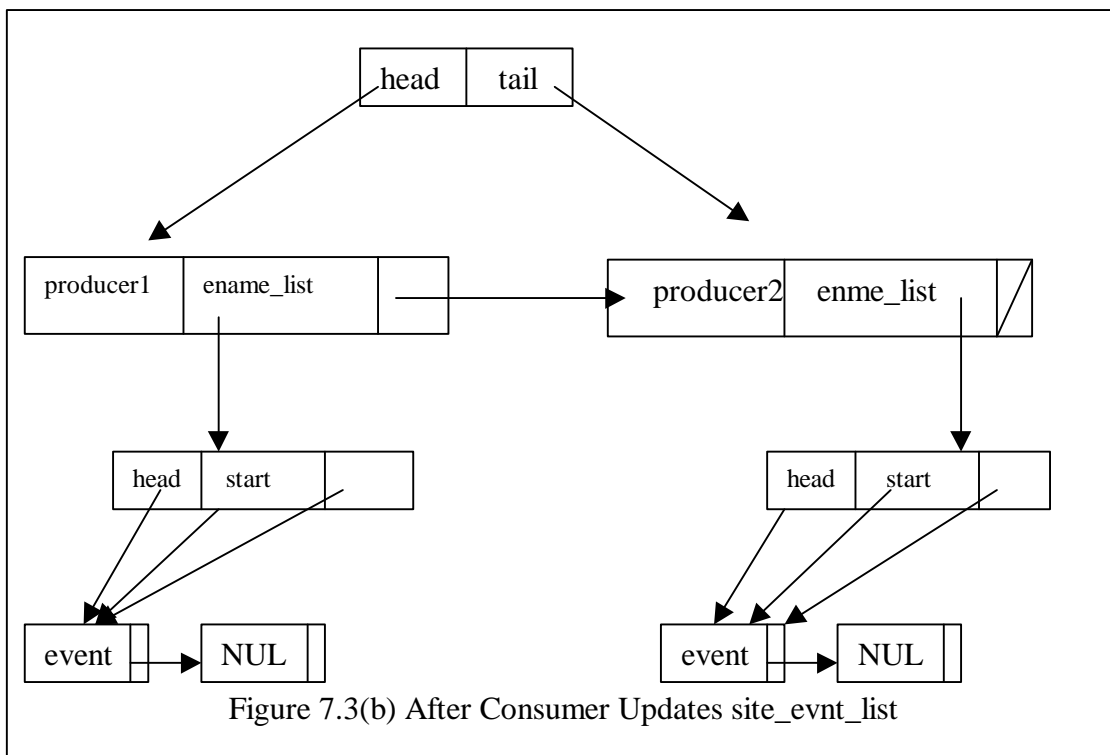 head tail
producer1 ename_list
producer2 enme_list
head start
head start
event NUL
event NUL
Figure 7.3(b) After Consumer Updates site_evnt_list